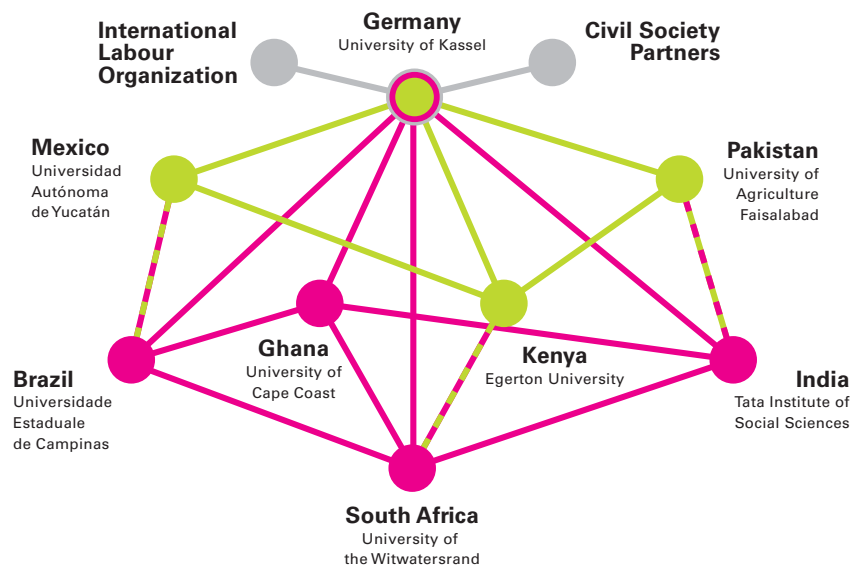 International
Labour
Organization
Germany
University of Kassel
Civil Society
Partners
Mexico
Universidad
Autónoma
de Yucatán
Pakistan
University of
Agriculture
Faisalabad
Ghana
University of
Cape Coast
Kenya
Egerton University
Brazil
Universidade
Estaduale
de Campinas
India
Tata Institute of
Social Sciences
South Africa
University of
the Witwatersrand